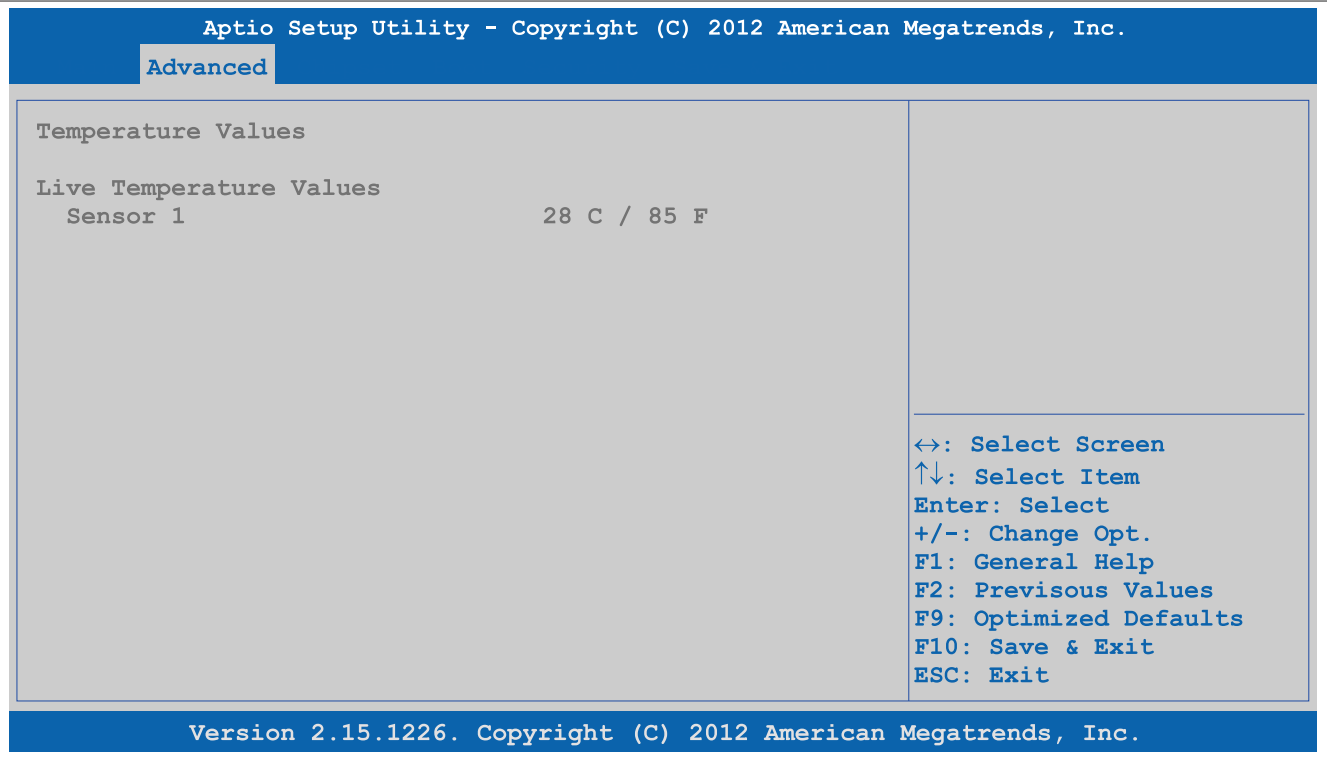 Aptio Setup Utility - Copyright (C) 2012 American Megatrends, Inc.
Advanced
Temperature Values
Live Temperature Values
Sensor 1 28 C / 85 F
↔: Select Screen
↑↓: Select Item
Enter: Select
+/-: Change Opt.
F1: General Help
F2: Previsous Values
F9: Optimized Defaults
F10: Save & Exit
ESC: Exit
Version 2.15.1226. Copyright (C) 2012 American Megatrends, Inc.